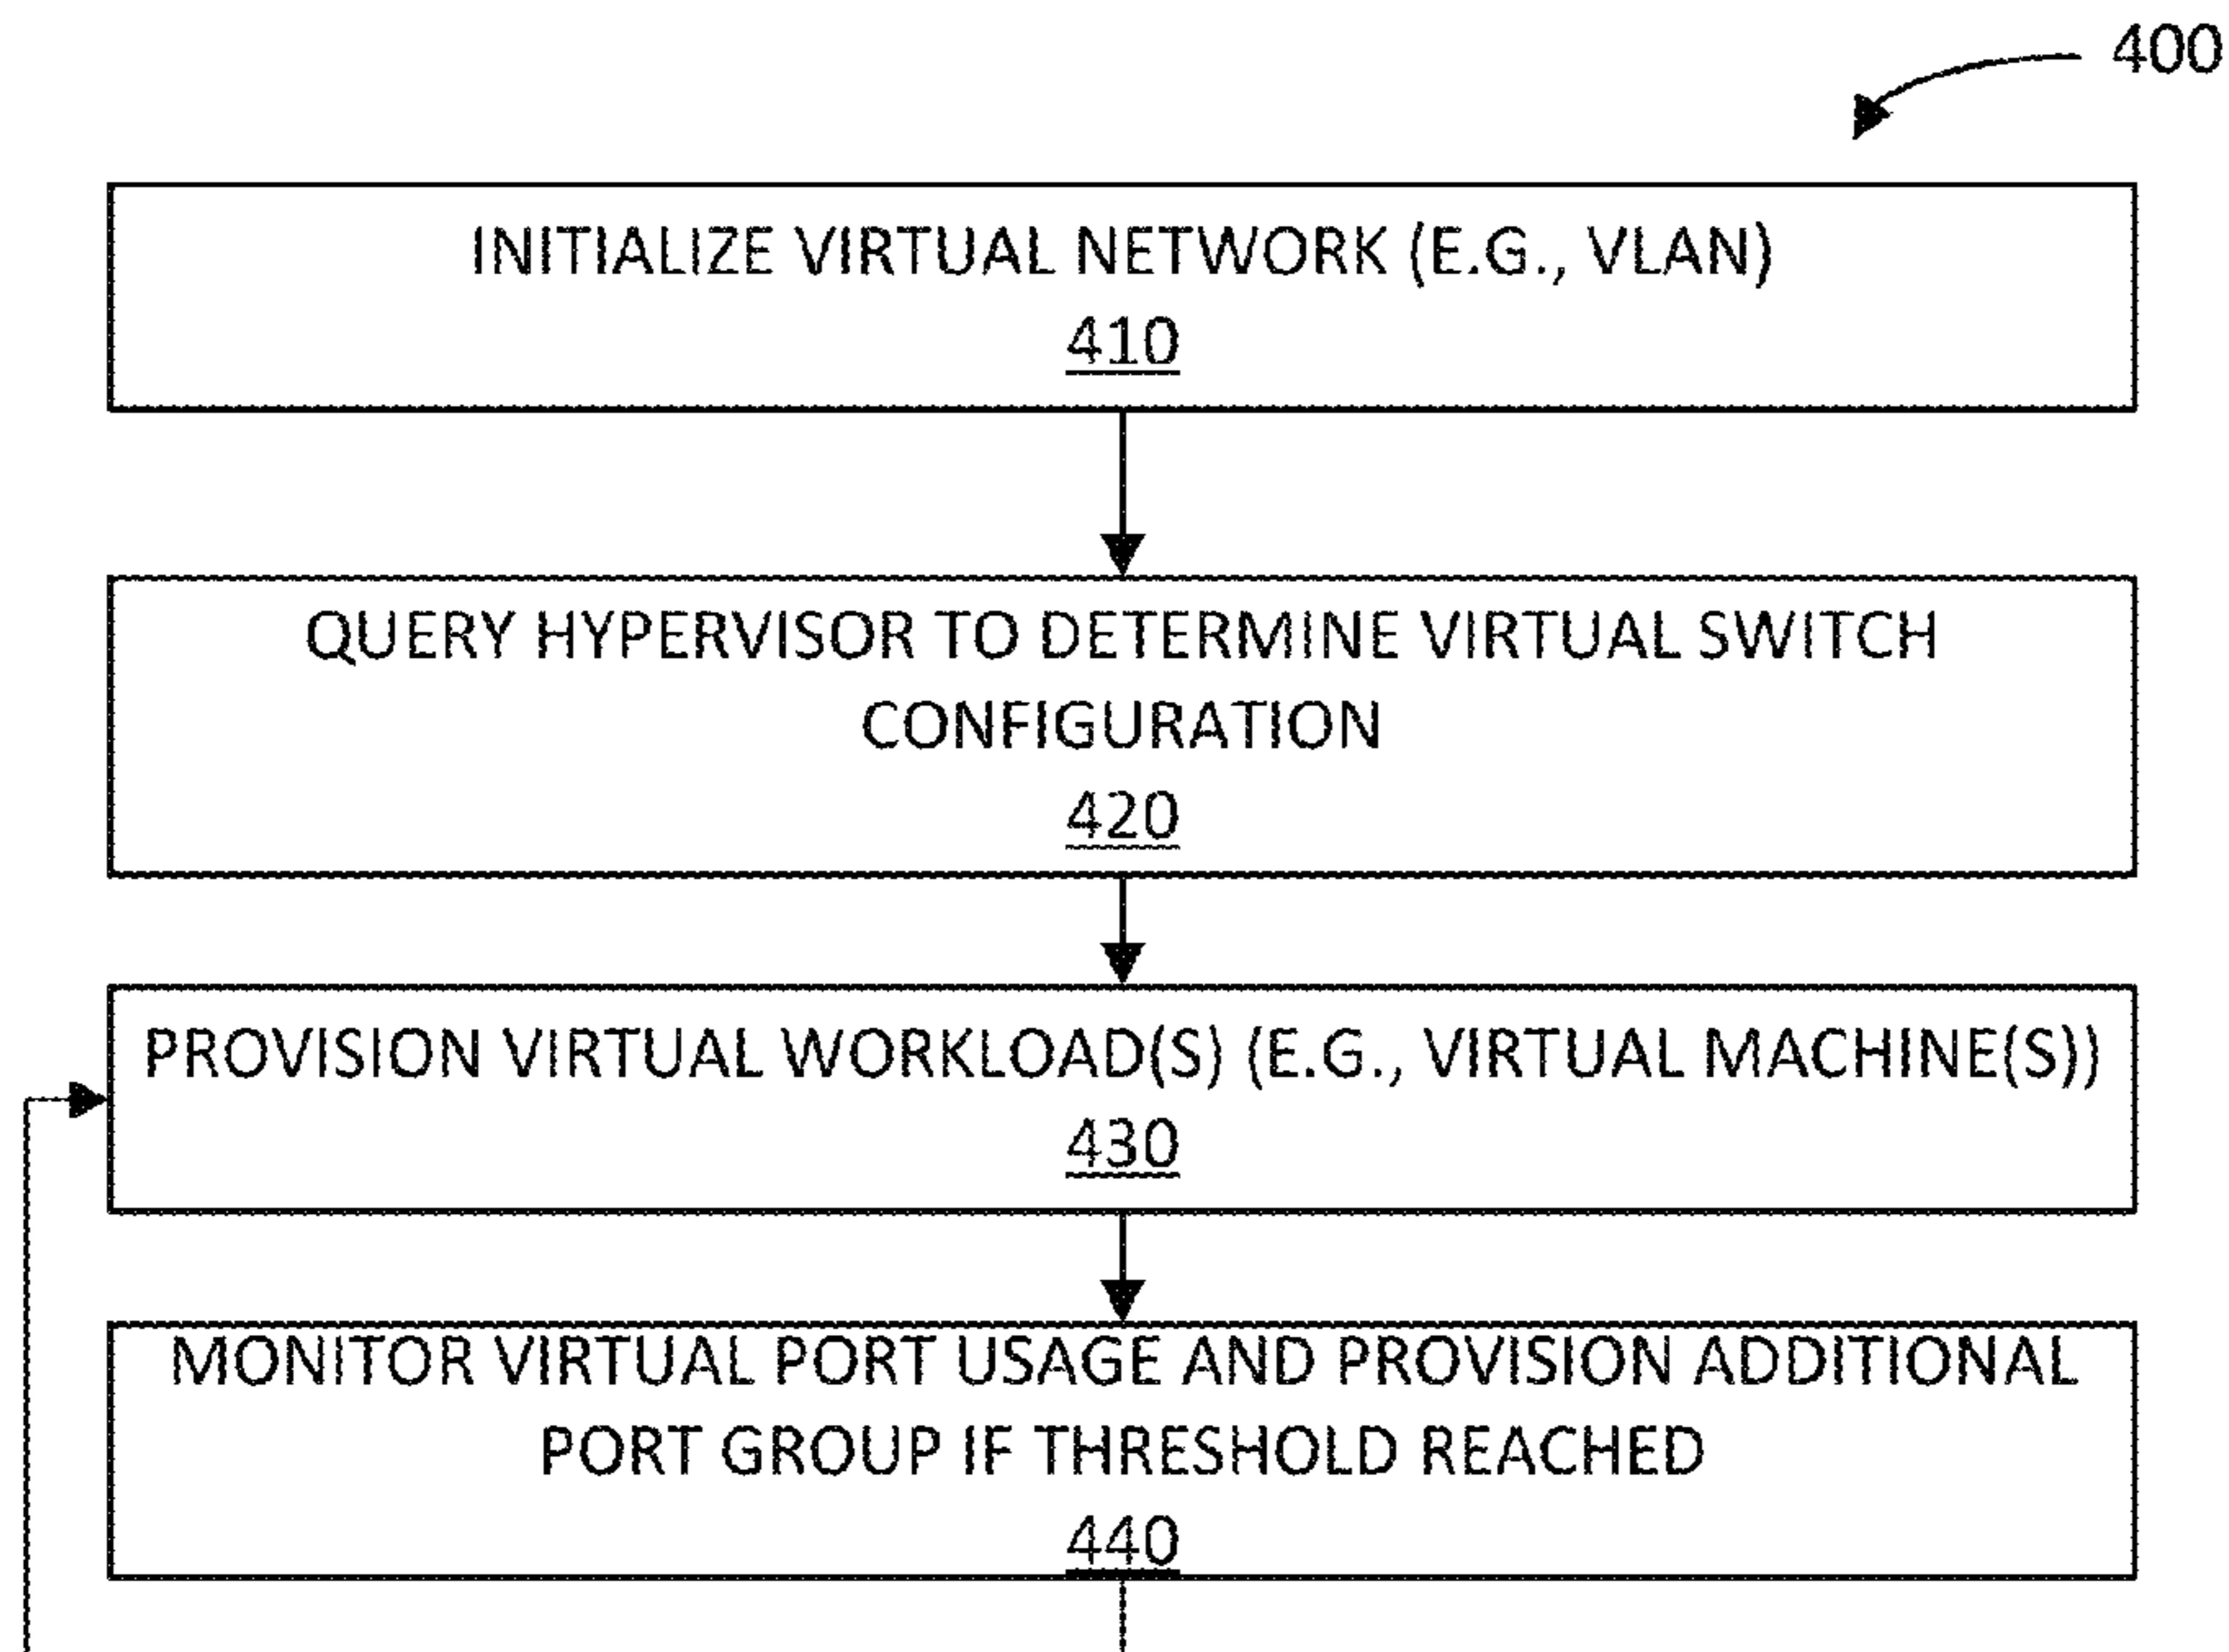 400
INITIALIZE VIRTUAL NETWORK (E.G., VLAN)
410
QUERY HYPERVISOR TO DETERMINE VIRTUAL SWITCH
CONFIGURATION
420
PROVISION VIRTUAL WORKLOAD(S) (E.G., VIRTUAL MACHINE(S))
430
MONITOR VIRTUAL PORT USAGE AND PROVISION ADDITIONAL
PORT GROUP IF THRESHOLD REACHED
440